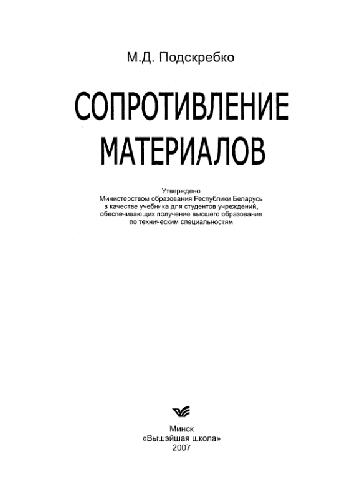 М.Д. Подскребко
СОПРОТИВЛЕНИЕ
МАТЕРИАЛОВ
Утверждено
Министерством образования Республики Беларусь
в качестве учебника для студентов учреждений,
обеспечивающих получение высшего образования
по техническим специальностям
Минск
«Вышэйшая школа»
2007